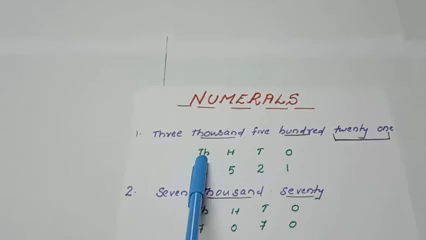 NUMERALS
1. Three thousand five hundred twenty one
Th H T O
5 2 1
2. Seven thousand seventy
H T O
7 0 7 0